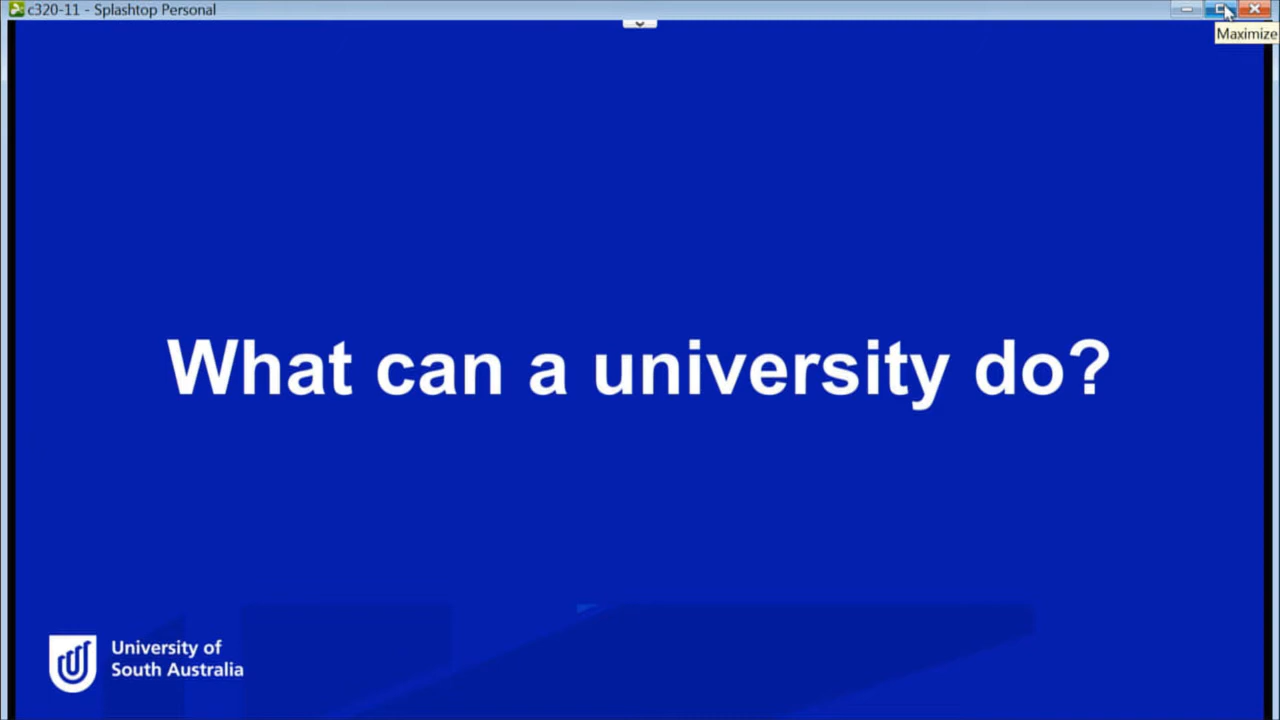 c320-11 - Splashtop Personal
Maximize
What can a university do?
University of
South Australia